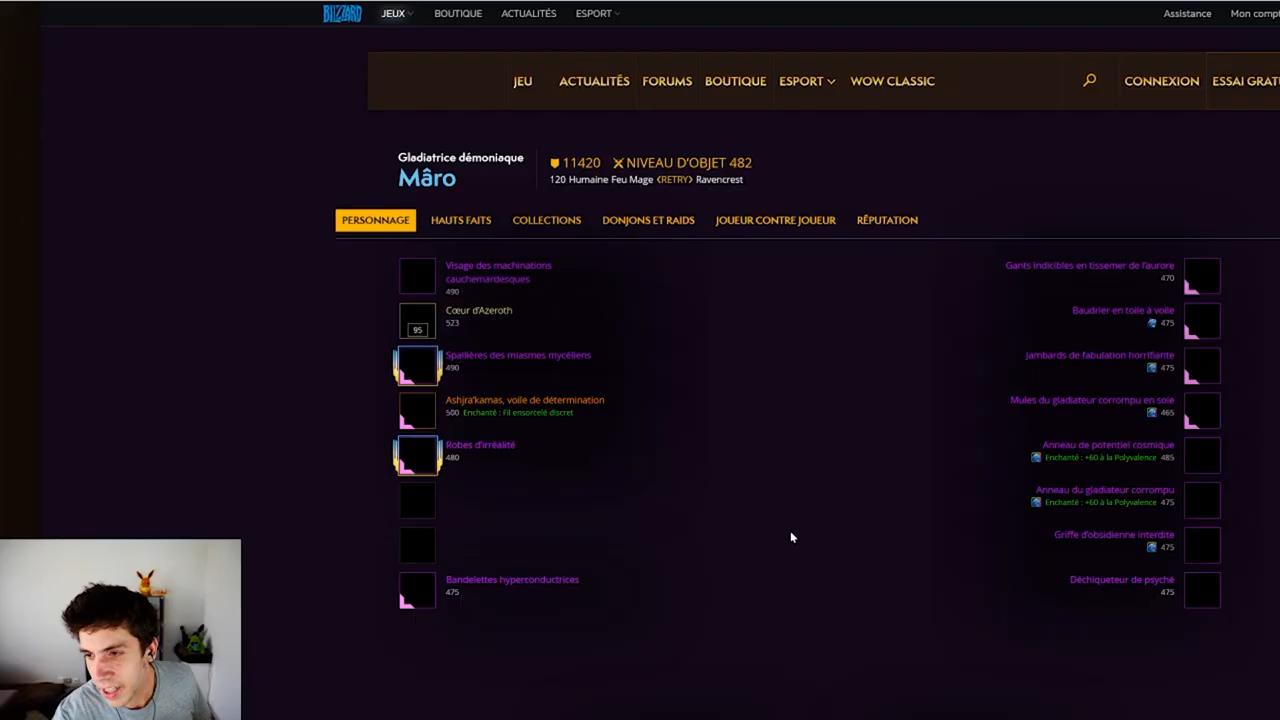 BLIZZARD JEUX BOUTIQUE ACTUALITÉS ESPORT Assistance Mon compt
JEU ACTUALITÉS FORUMS BOUTIQUE ESPORT WOW CLASSIC CONNEXION ESSAI GRATU
Gladiatrice démoniaque
Mâro
11420 NIVEAU D'OBJET 482
120 Humaine Feu Mage <RETRY> Ravencrest
PERSONNAGE HAUTS FAITS COLLECTIONS DONJONS ET RAIDS JOUEUR CONTRE JOUEUR RÉPUTATION
Visage des machinations
cauchemardesques
490
Cœur d'Azeroth
523
95
Spallières des miasmes mycéliens
490
Ashjra'kamas, voile de détermination
500 Enchanté : Fil ensorcelé discret
Robes d'irréalité
480
Bandelettes hyperconductrices
475
Gants indicibles en tissemer de l'aurore
470
Baudrier en toile à voile
475
Jambards de fabulation horrifiante
475
Mules du gladiateur corrompu en soie
465
Anneau de potentiel cosmique
Enchanté : +60 à la Polyvalence 485
Anneau du gladiateur corrompu
Enchanté : +60 à la Polyvalence 475
Griffe d'obsidienne interdite
475
Déchiqueteur de psyché
475